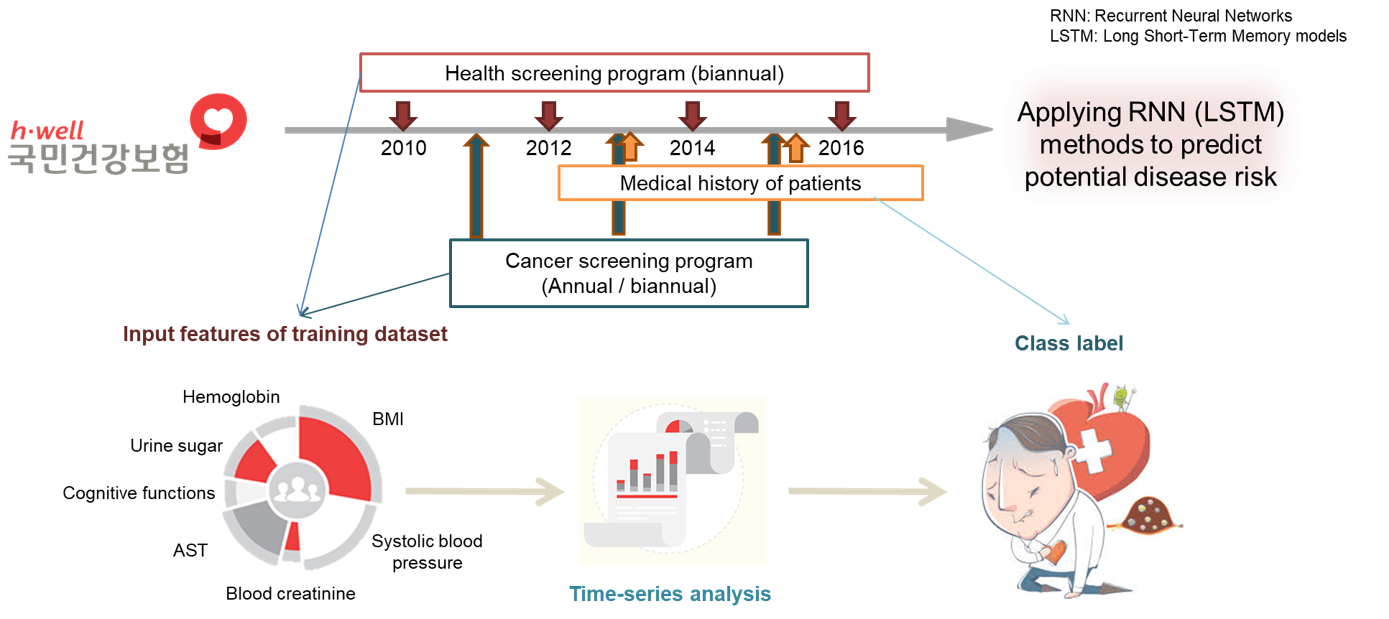 RNN: Recurrent Neural Networks
LSTM: Long Short-Term Memory models
Health screening program (biannual)
h·well
국민건강보험
2010
2012
2014
2016
Applying RNN (LSTM)
methods to predict
potential disease risk
Medical history of patients
Cancer screening program
(Annual / biannual)
Input features of training dataset
Class label
Hemoglobin
BMI
Urine sugar
Cognitive functions
AST
Systolic blood
pressure
Blood creatinine
Time-series analysis